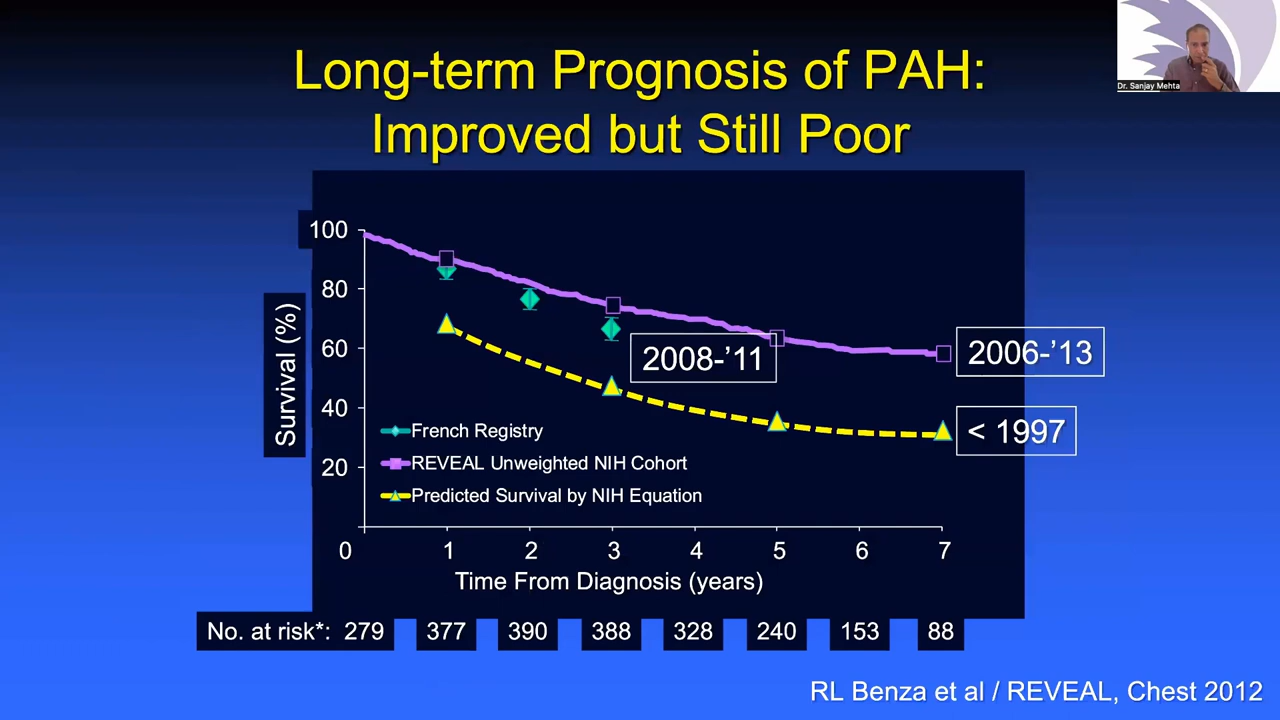 Long-term Prognosis of PAH:
Improved but Still Poor
Dr. Sanjay Mehta
100
80
60
40
20
Survival (%)
2008-’11
2006-’13
< 1997
French Registry
REVEAL Unweighted NIH Cohort
Predicted Survival by NIH Equation
0 1 2 3 4 5 6 7
Time From Diagnosis (years)
No. at risk*: 279 377 390 388 328 240 153 88
RL Benza et al / REVEAL, Chest 2012